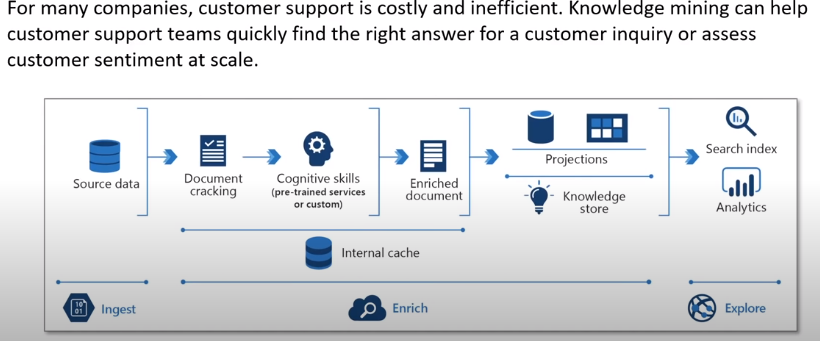 For many companies, customer support is costly and inefficient. Knowledge mining can help
customer support teams quickly find the right answer for a customer inquiry or assess
customer sentiment at scale.
Source data
Document
cracking
Cognitive skills
(pre-trained services
or custom)
Enriched
document
Projections
Knowledge
store
Search index
Analytics
Internal cache
10
01
Ingest
Enrich
Explore